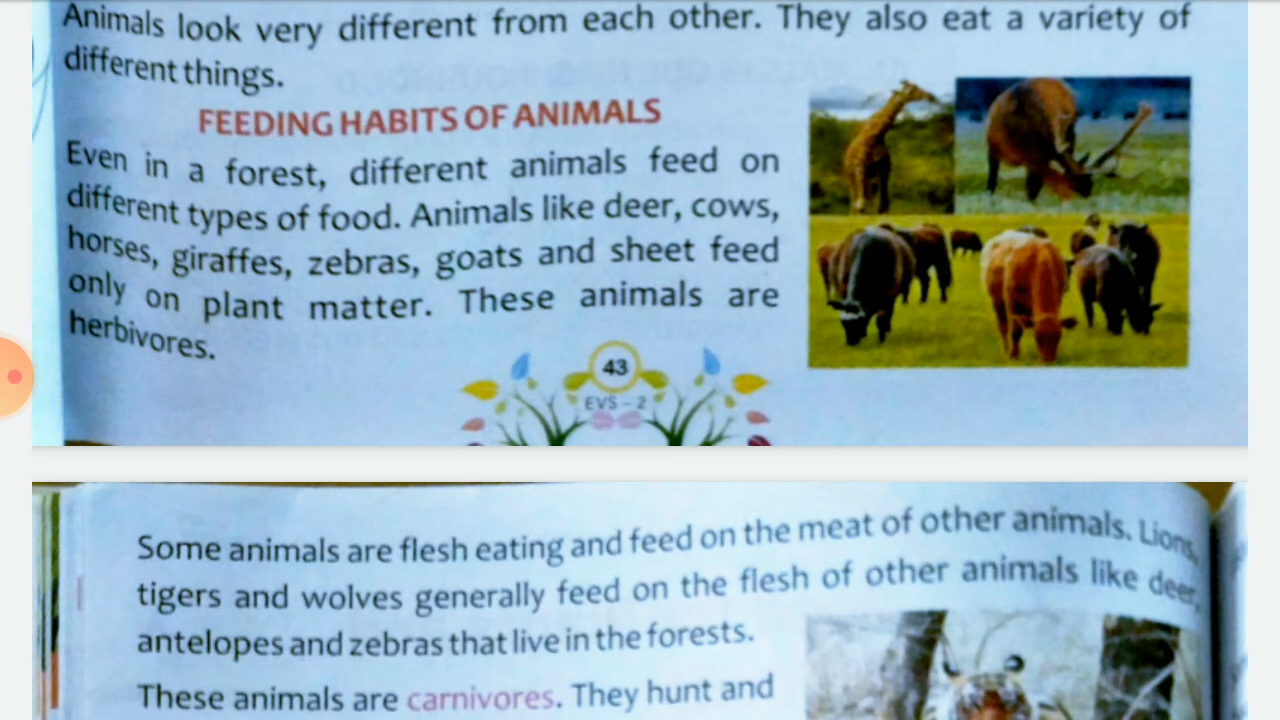 Animals look very different from each other. They also eat a variety of
different things.
FEEDING HABITS OF ANIMALS
Even in a forest, different animals feed on
different types of food. Animals like deer, cows,
horses, giraffes, zebras, goats and sheet feed
only on plant matter. These animals are
herbivores.
43
EVS – 2
Some animals are flesh eating and feed on the meat of other animals. Lions,
tigers and wolves generally feed on the flesh of other animals like deer,
antelopes and zebras that live in the forests.
These animals are carnivores. They hunt and